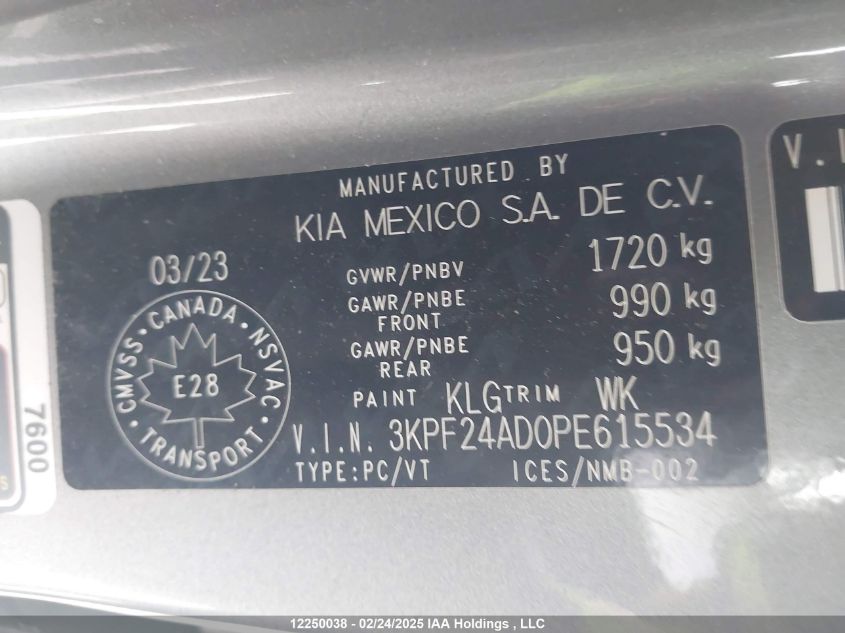 MANUFACTURED BY
KIA MEXICO S.A. DE C.V.
03/23
GVWR/PNBV 1720 kg
GAWR/PNBE 990 kg
FRONT
GAWR/PNBE 950 kg
REAR
PAINT KLG TRIM WK
V.I.N. 3KPF24AD0PE615534
TYPE:PC/VT ICES/NMB-002
CMVSS • CANADA • NSVAC • TRANSPORT •
E28
7600
V.I
12250038 - 02/24/2025 IAA Holdings , LLC